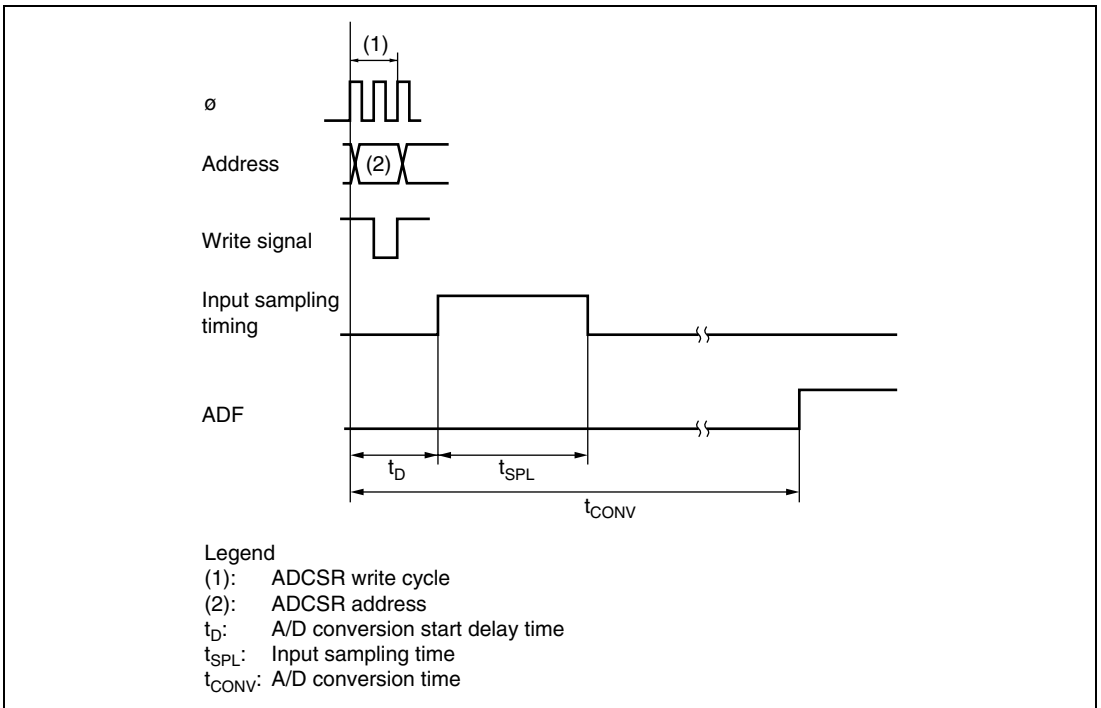 (1)
ø
Address
(2)
Write signal
Input sampling
timing
ADF
tD
tSPL
tCONV
Legend
(1): ADCSR write cycle
(2): ADCSR address
tD: A/D conversion start delay time
tSPL: Input sampling time
tCONV: A/D conversion time